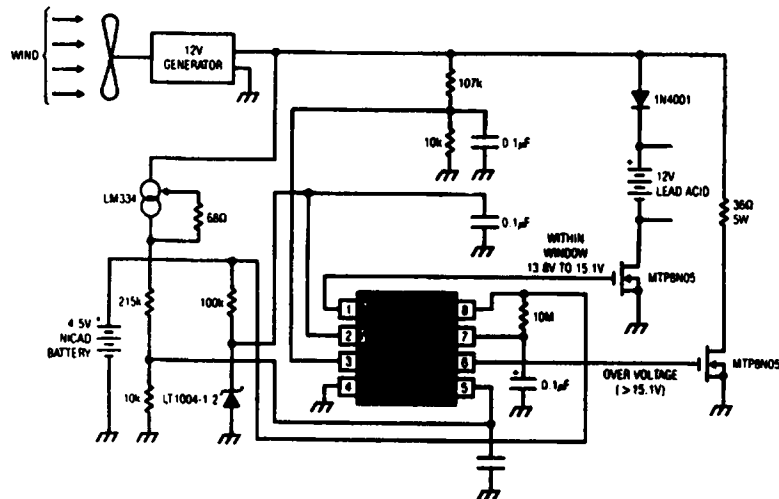 WIND
12V
GENERATOR
107k
1N4001
10k
0.1µF
12V
LEAD ACID
36Ω
5W
LM334
68Ω
0.1µF
WITHIN
WINDOW
13.8V TO 15.1V
MTP8N05
215k
100k
4.5V
NICAD
BATTERY
1
2
3
4
8
7
6
5
10M
0.1µF
OVER VOLTAGE
(>15.1V)
MTP8N05
10k
LT1004-1.2